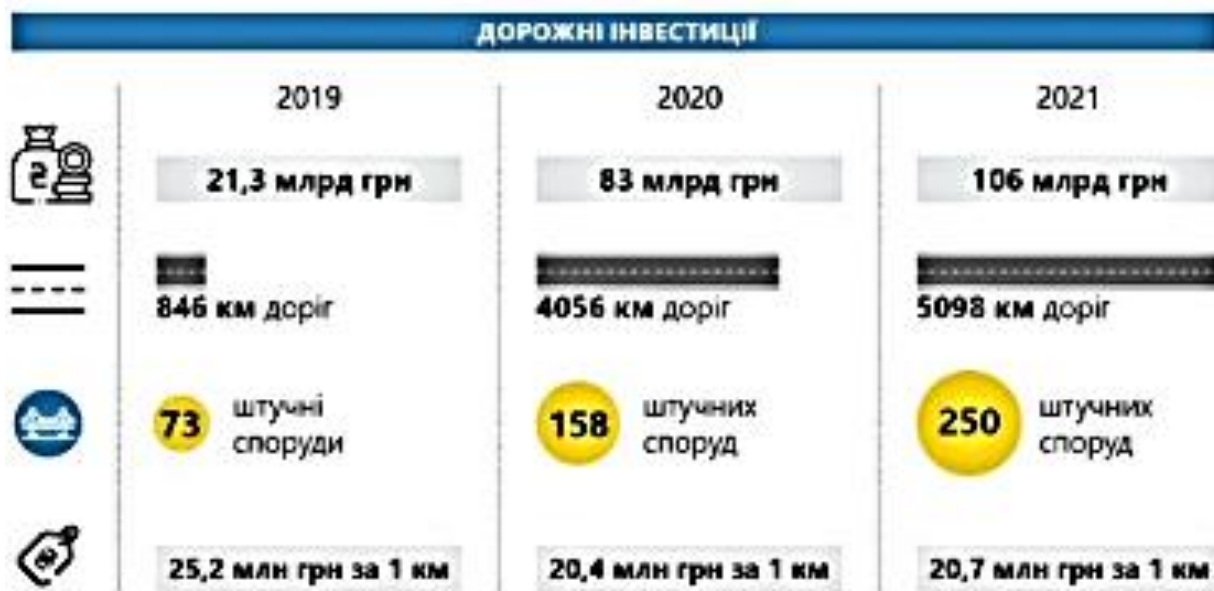 ДОРОЖНІ ІНВЕСТИЦІЇ
2019
2020
2021
21,3 млрд грн
83 млрд грн
106 млрд грн
846 км доріг
4056 км доріг
5098 км доріг
73 штучні споруди
158 штучних споруд
250 штучних споруд
25,2 млн грн за 1 км
20,4 млн грн за 1 км
20,7 млн грн за 1 км